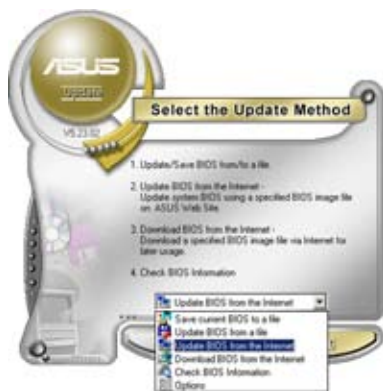 ASUS
Update
V5.23.02
Select the Update Method
1. Update/Save BIOS from/to a file
2. Update BIOS from the Internet -
Update system BIOS using a specified BIOS image file
on ASUS Web Site.
3. Download BIOS from the Internet -
Download a specified BIOS image file via Internet for
later usage.
4. Check BIOS Information
Update BIOS from the Internet
Save current BIOS to a file
Update BIOS from a file
Update BIOS from the Internet
Download BIOS from the Internet
Check BIOS Information
Options